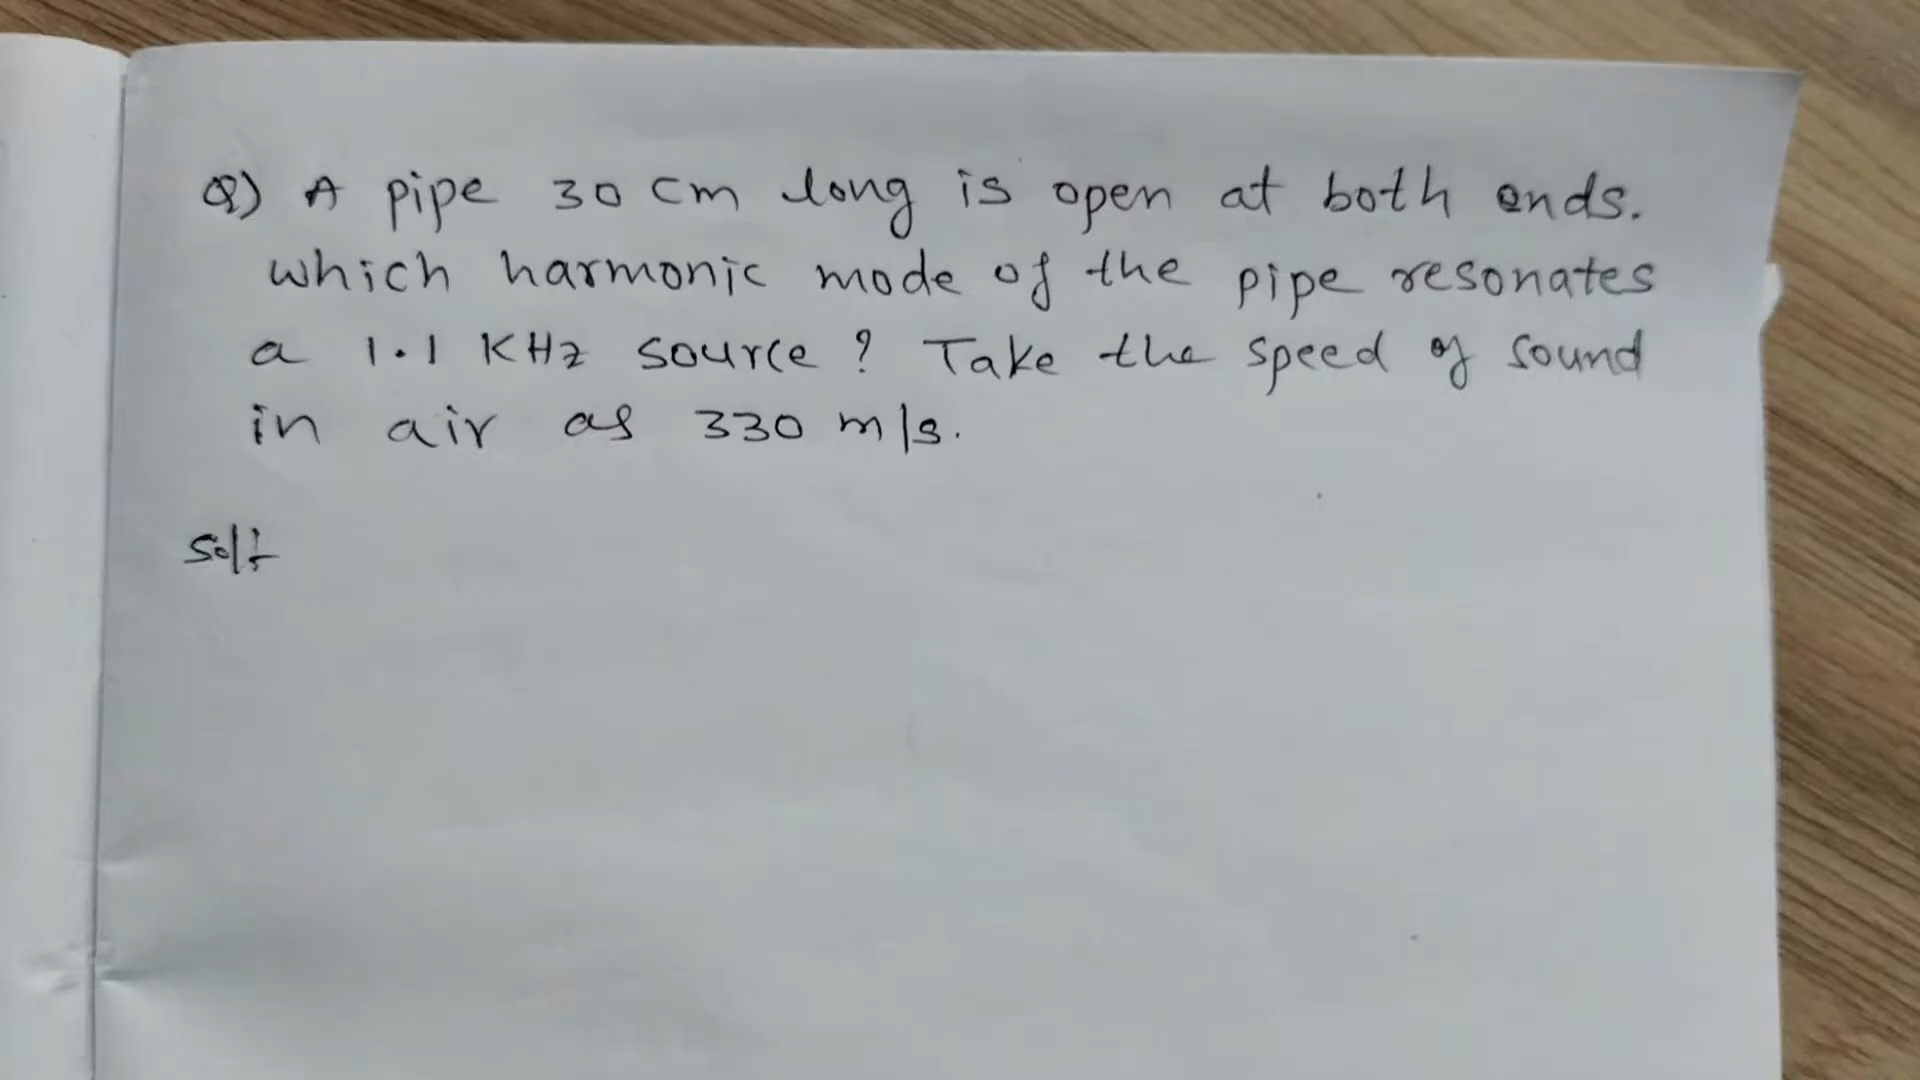 Q) A pipe 30 cm long is open at both ends.
which harmonic mode of the pipe resonates
a 1.1 KHz source ? Take the speed of sound
in air as 330 m/s.
Sol: